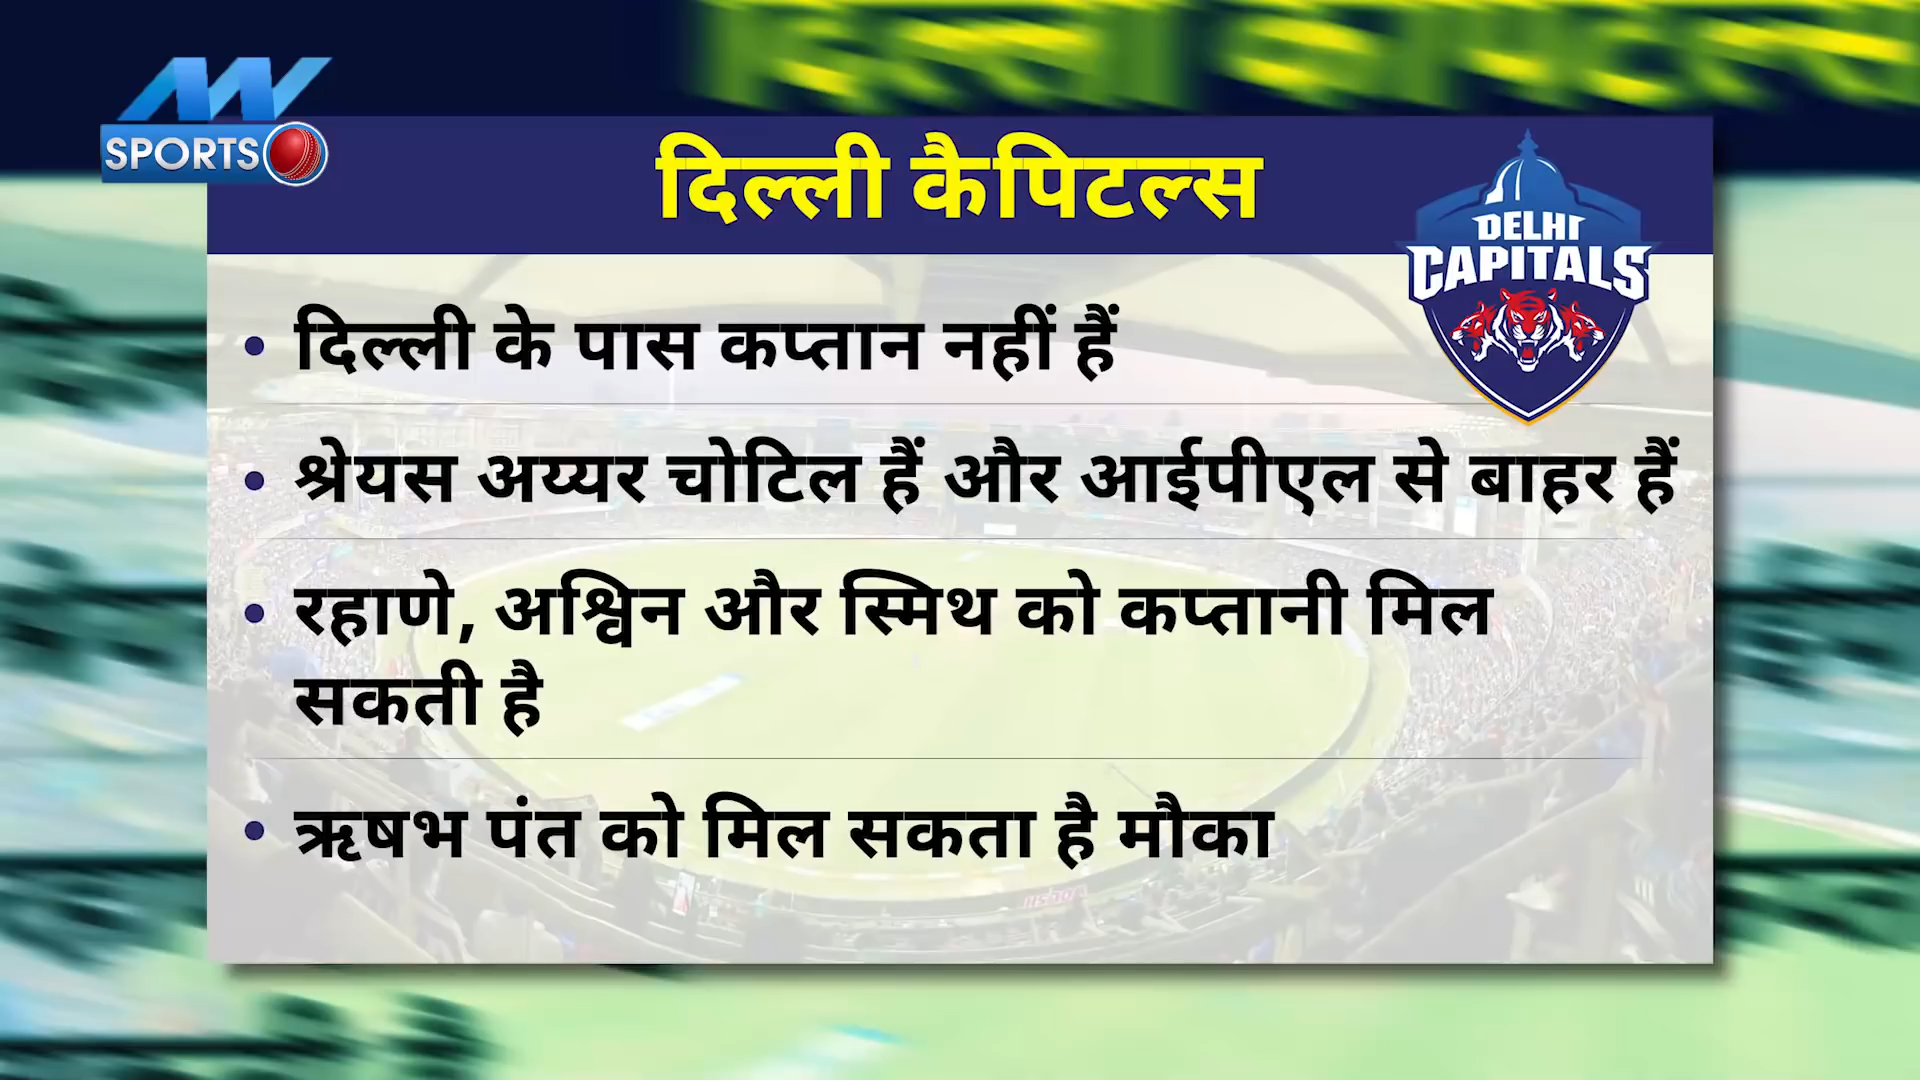 SPORTS
दिल्ली कैपिटल्स
DELHI
CAPITALS
• दिल्ली के पास कप्तान नहीं हैं
• श्रेयस अय्यर चोटिल हैं और आईपीएल से बाहर हैं
• रहाणे, अश्विन और स्मिथ को कप्तानी मिल
सकती है
• ऋषभ पंत को मिल सकता है मौका